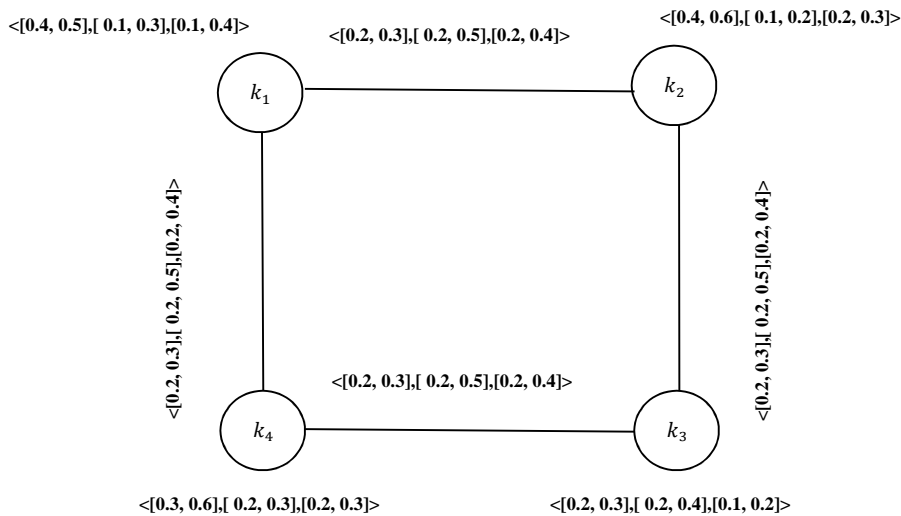 <[0.4, 0.5],[ 0.1, 0.3],[0.1, 0.4]>
<[0.2, 0.3],[ 0.2, 0.5],[0.2, 0.4]>
<[0.4, 0.6],[ 0.1, 0.2],[0.2, 0.3]>
k₁
k₂
<[0.2, 0.3],[ 0.2, 0.5],[0.2, 0.4]>
<[0.2, 0.3],[ 0.2, 0.5],[0.2, 0.4]>
<[0.2, 0.3],[ 0.2, 0.5],[0.2, 0.4]>
k₄
k₃
<[0.3, 0.6],[ 0.2, 0.3],[0.2, 0.3]>
<[0.2, 0.3],[ 0.2, 0.4],[0.1, 0.2]>